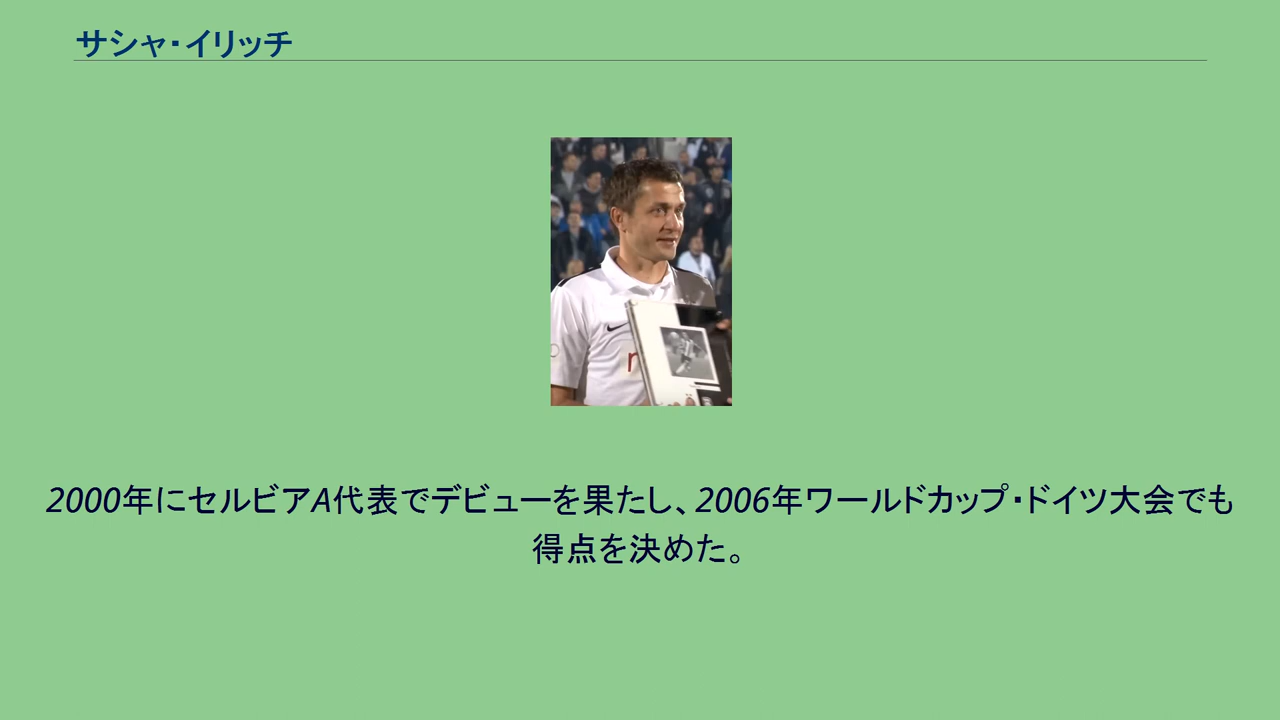 サシャ・イリッチ
2000年にセルビアA代表でデビューを果たし、2006年ワールドカップ・ドイツ大会でも
得点を決めた。